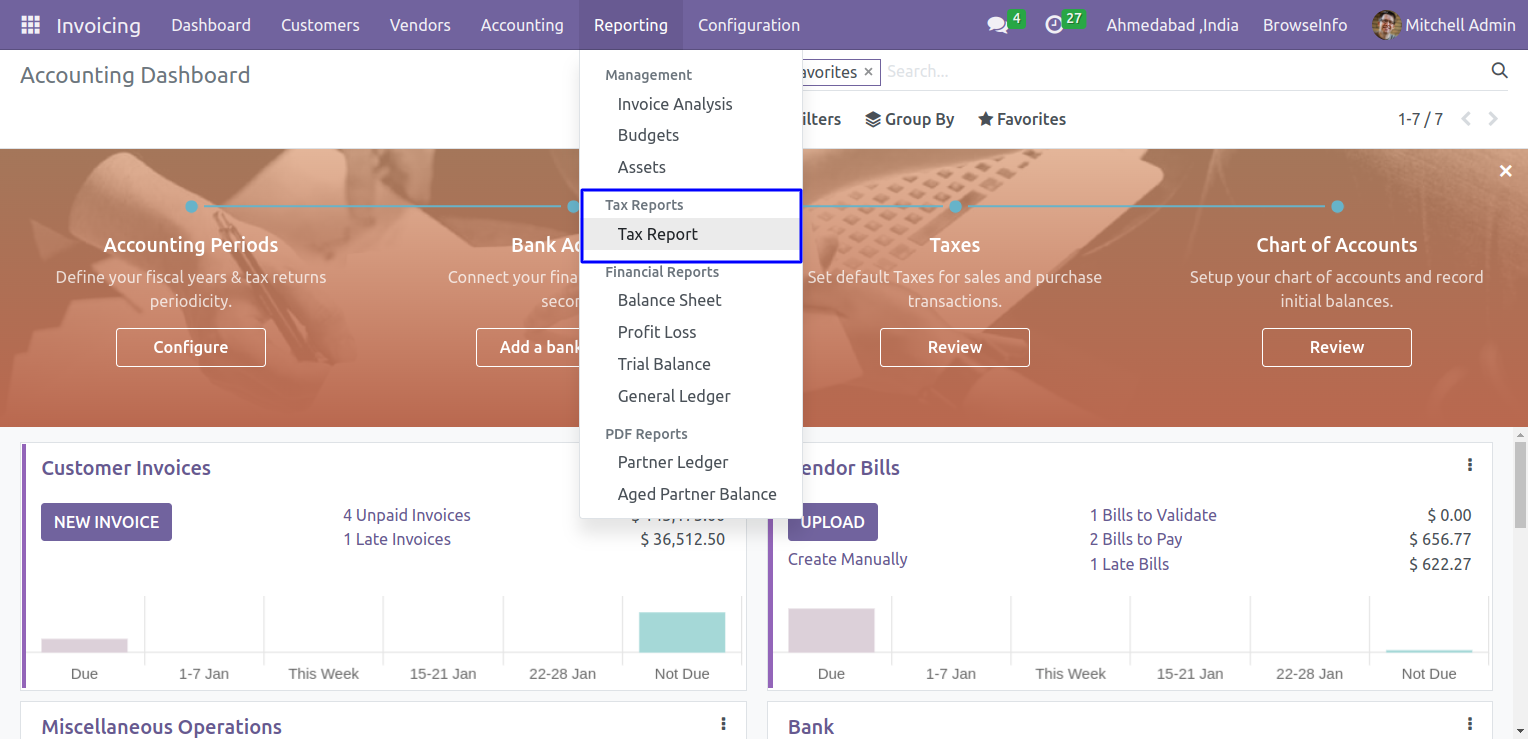 Invoicing Dashboard Customers Vendors Accounting Reporting Configuration 4 27 Ahmedabad ,India BrowseInfo Mitchell Admin
Accounting Dashboard
avorites × Search...
ilters Group By Favorites 1-7 / 7
Management
Invoice Analysis
Budgets
Assets
Tax Reports
Tax Report
Financial Reports
Balance Sheet
Profit Loss
Trial Balance
General Ledger
PDF Reports
Partner Ledger
Aged Partner Balance
Accounting Periods
Define your fiscal years & tax returns
periodicity.
Configure
Bank Ac
Connect your fina
secon
Add a bank
Taxes
Set default Taxes for sales and purchase
transactions.
Review
Chart of Accounts
Setup your chart of accounts and record
initial balances.
Review
Customer Invoices
NEW INVOICE
4 Unpaid Invoices
1 Late Invoices $ 36,512.50
Due 1-7 Jan This Week 15-21 Jan 22-28 Jan Not Due
endor Bills
UPLOAD
Create Manually
1 Bills to Validate $ 0.00
2 Bills to Pay $ 656.77
1 Late Bills $ 622.27
Due 1-7 Jan This Week 15-21 Jan 22-28 Jan Not Due
Miscellaneous Operations
Bank